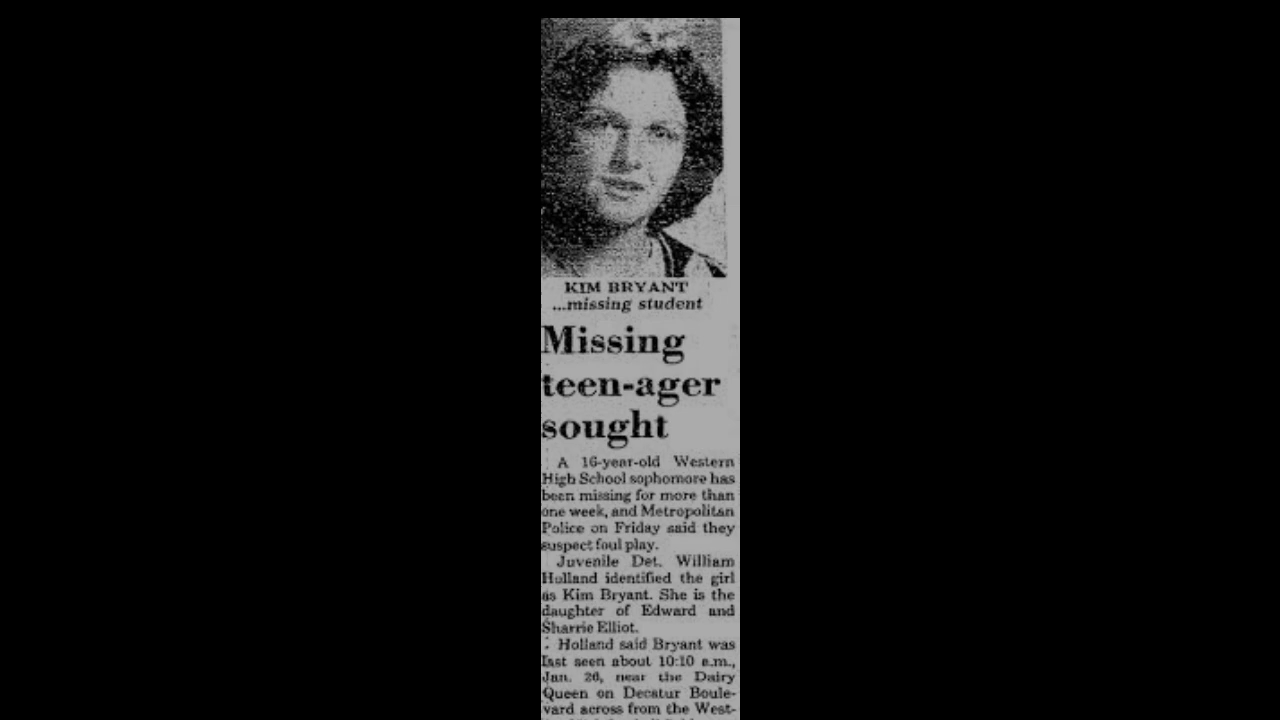 KIM BRYANT
...missing student
Missing
teen-ager
sought
A 16-year-old Western
High School sophomore has
been missing for more than
one week, and Metropolitan
Police on Friday said they
suspect foul play.
Juvenile Det. William
Holland identified the girl
as Kim Bryant. She is the
daughter of Edward and
Sharrie Elliot.
Holland said Bryant was
last seen about 10:10 a.m.,
Jan. 26, near the Dairy
Queen on Decatur Boule-
vard across from the West-